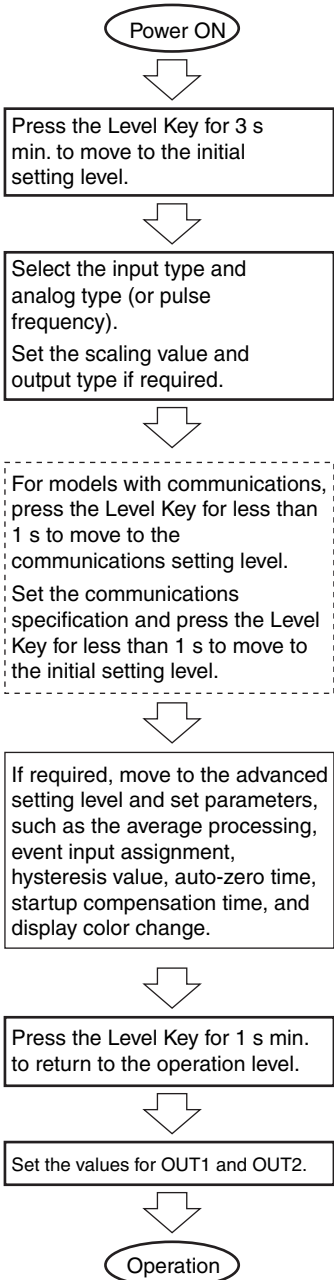 Power ON
Press the Level Key for 3 s
min. to move to the initial
setting level.
Select the input type and
analog type (or pulse
frequency).
Set the scaling value and
output type if required.
For models with communications,
press the Level Key for less than
1 s to move to the
communications setting level.
Set the communications
specification and press the Level
Key for less than 1 s to move to
the initial setting level.
If required, move to the advanced
setting level and set parameters,
such as the average processing,
event input assignment,
hysteresis value, auto-zero time,
startup compensation time, and
display color change.
Press the Level Key for 1 s min.
to return to the operation level.
Set the values for OUT1 and OUT2.
Operation